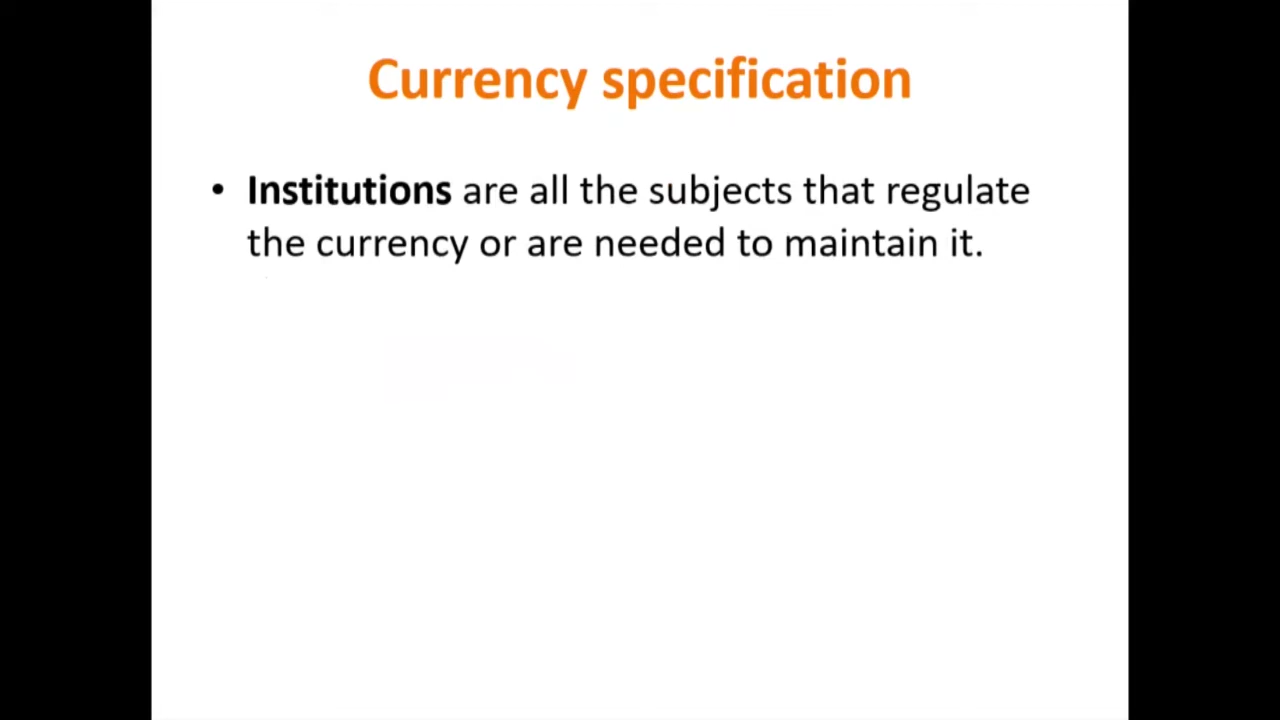 Currency specification
• Institutions are all the subjects that regulate
the currency or are needed to maintain it.